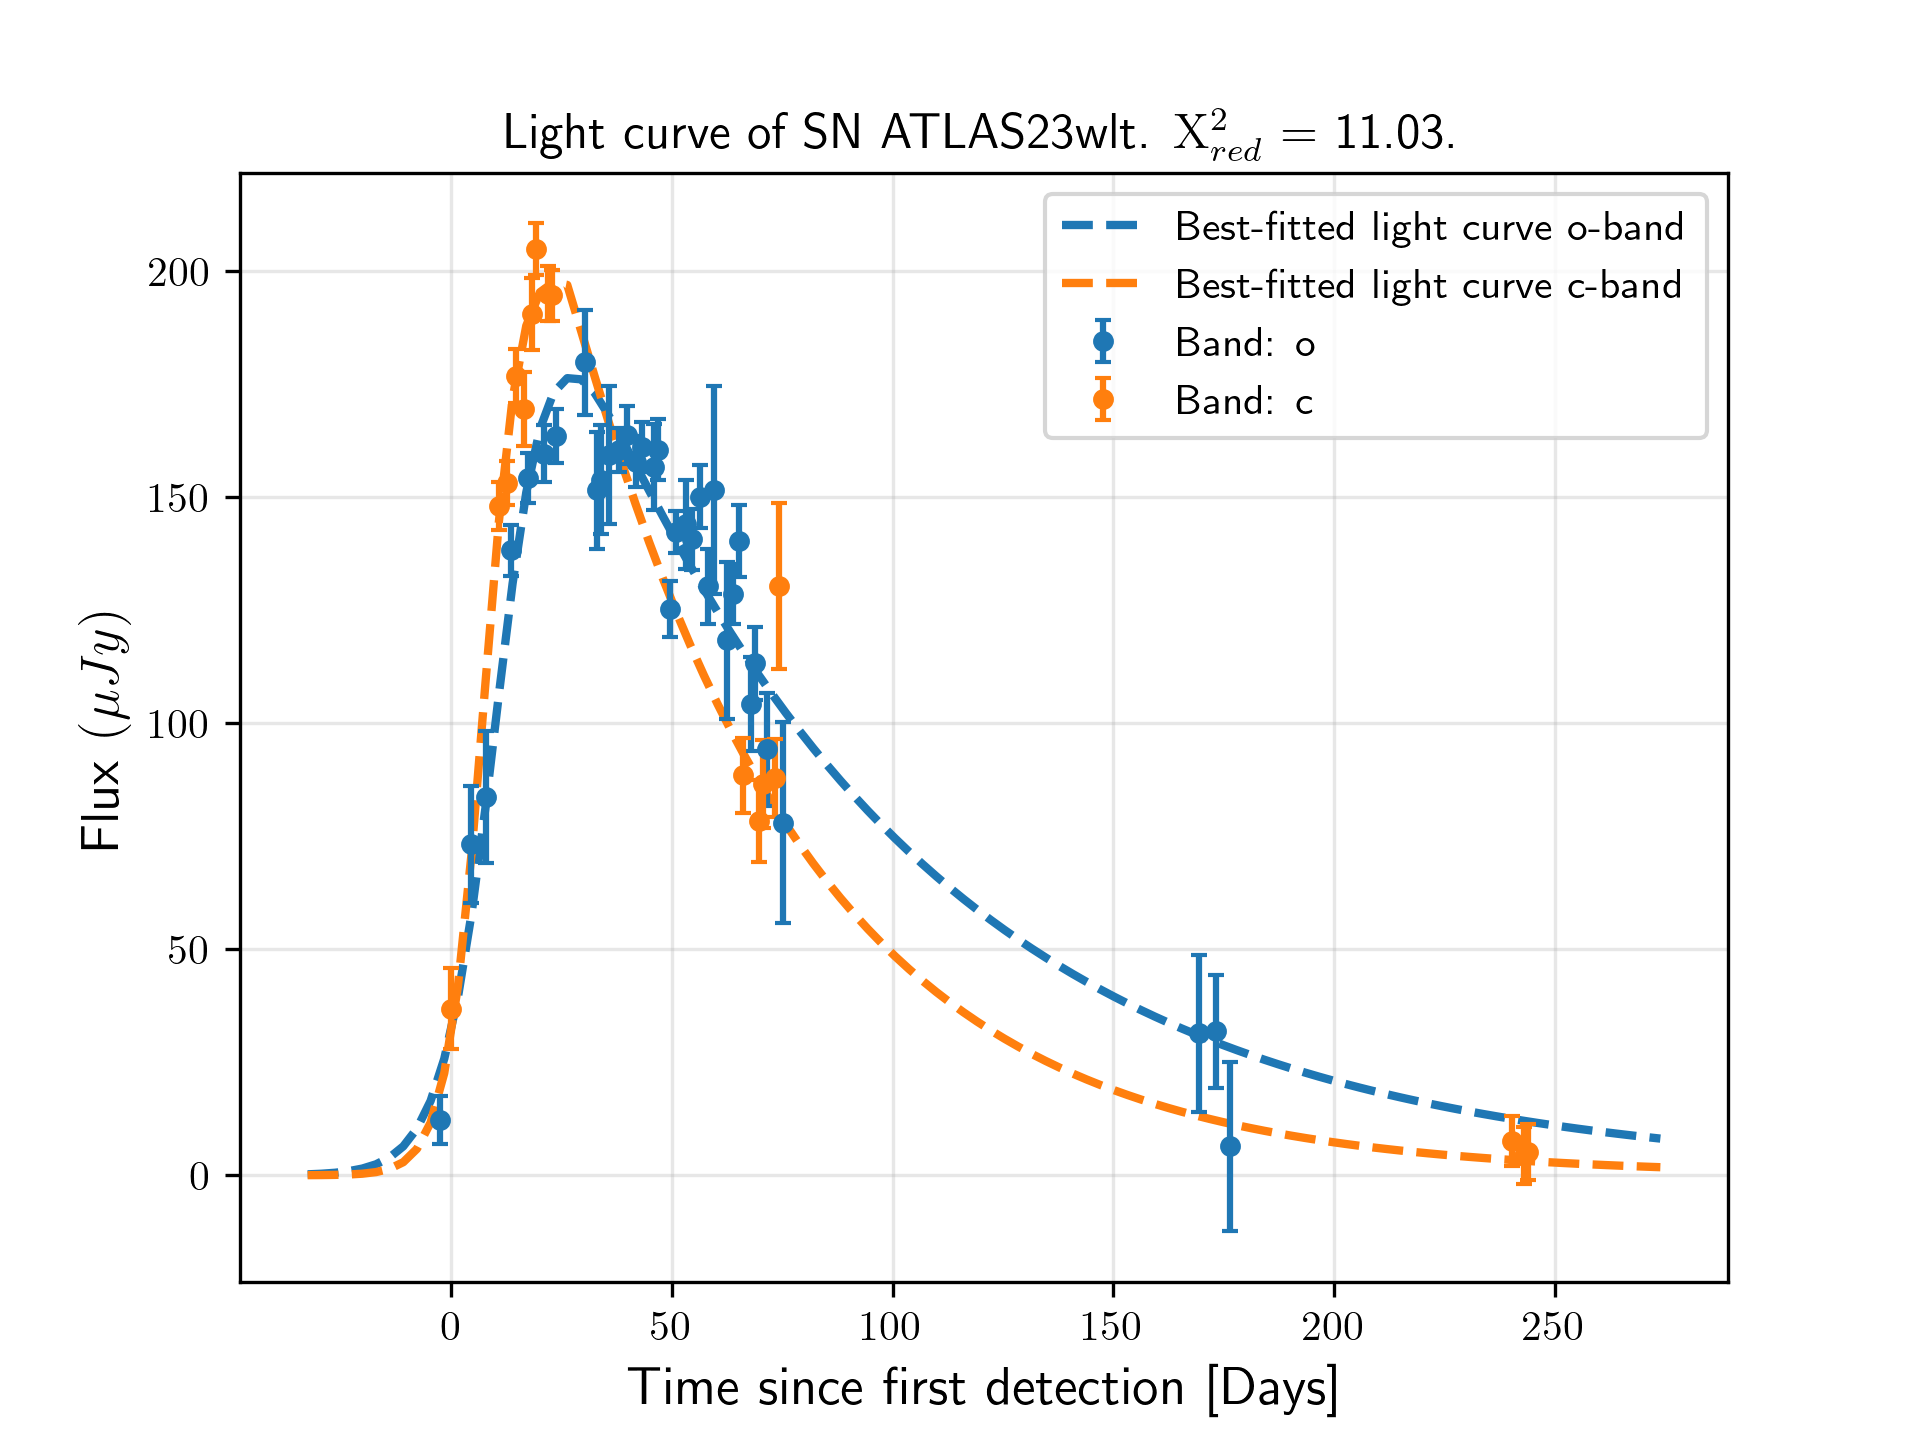 Light curve of SN ATLAS23wlt. X²_red = 11.03.
Best-fitted light curve o-band
Best-fitted light curve c-band
Band: o
Band: c
Flux (μJy)
200
150
100
50
0
0 50 100 150 200 250
Time since first detection [Days]